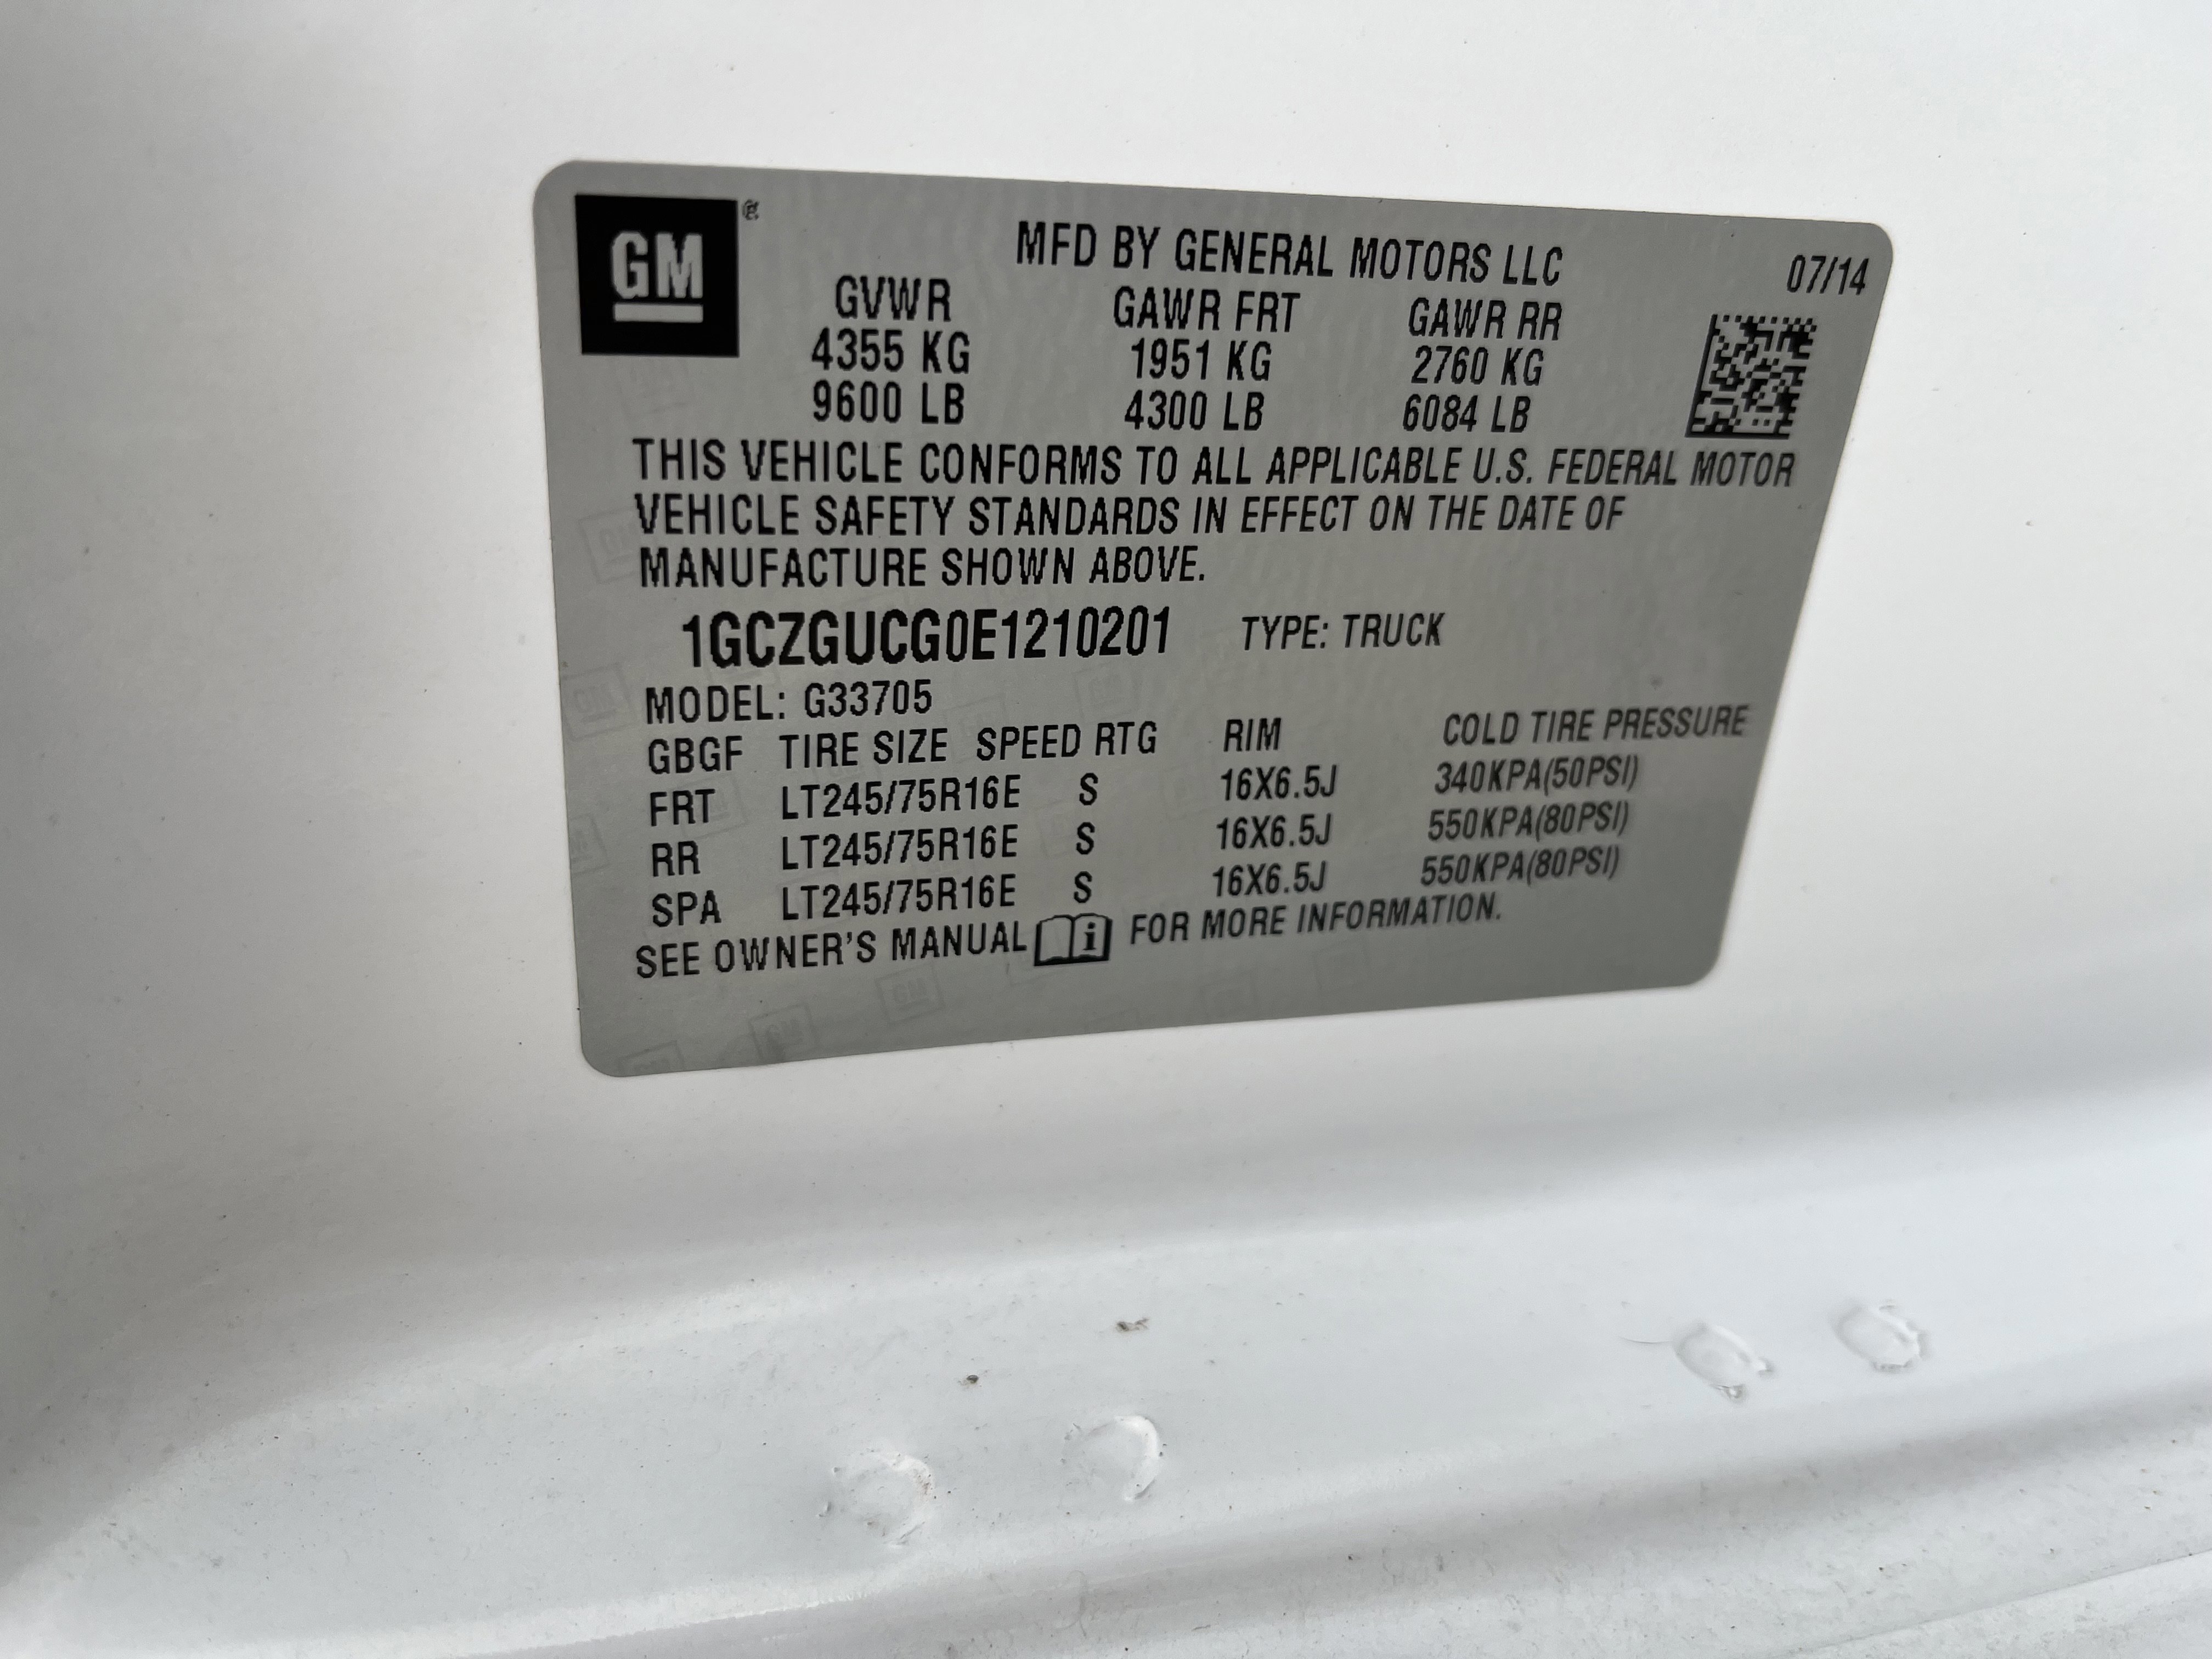 GM
MFD BY GENERAL MOTORS LLC 07/14
GVWR GAWR FRT GAWR RR
4355 KG 1951 KG 2760 KG
9600 LB 4300 LB 6084 LB
THIS VEHICLE CONFORMS TO ALL APPLICABLE U.S. FEDERAL MOTOR
VEHICLE SAFETY STANDARDS IN EFFECT ON THE DATE OF
MANUFACTURE SHOWN ABOVE.
1GCZGUCG0E1210201 TYPE: TRUCK
MODEL: G33705
GBGF TIRE SIZE SPEED RTG RIM COLD TIRE PRESSURE
FRT LT245/75R16E S 16X6.5J 340KPA(50PSI)
RR LT245/75R16E S 16X6.5J 550KPA(80PSI)
SPA LT245/75R16E S 16X6.5J 550KPA(80PSI)
SEE OWNER'S MANUAL i FOR MORE INFORMATION.